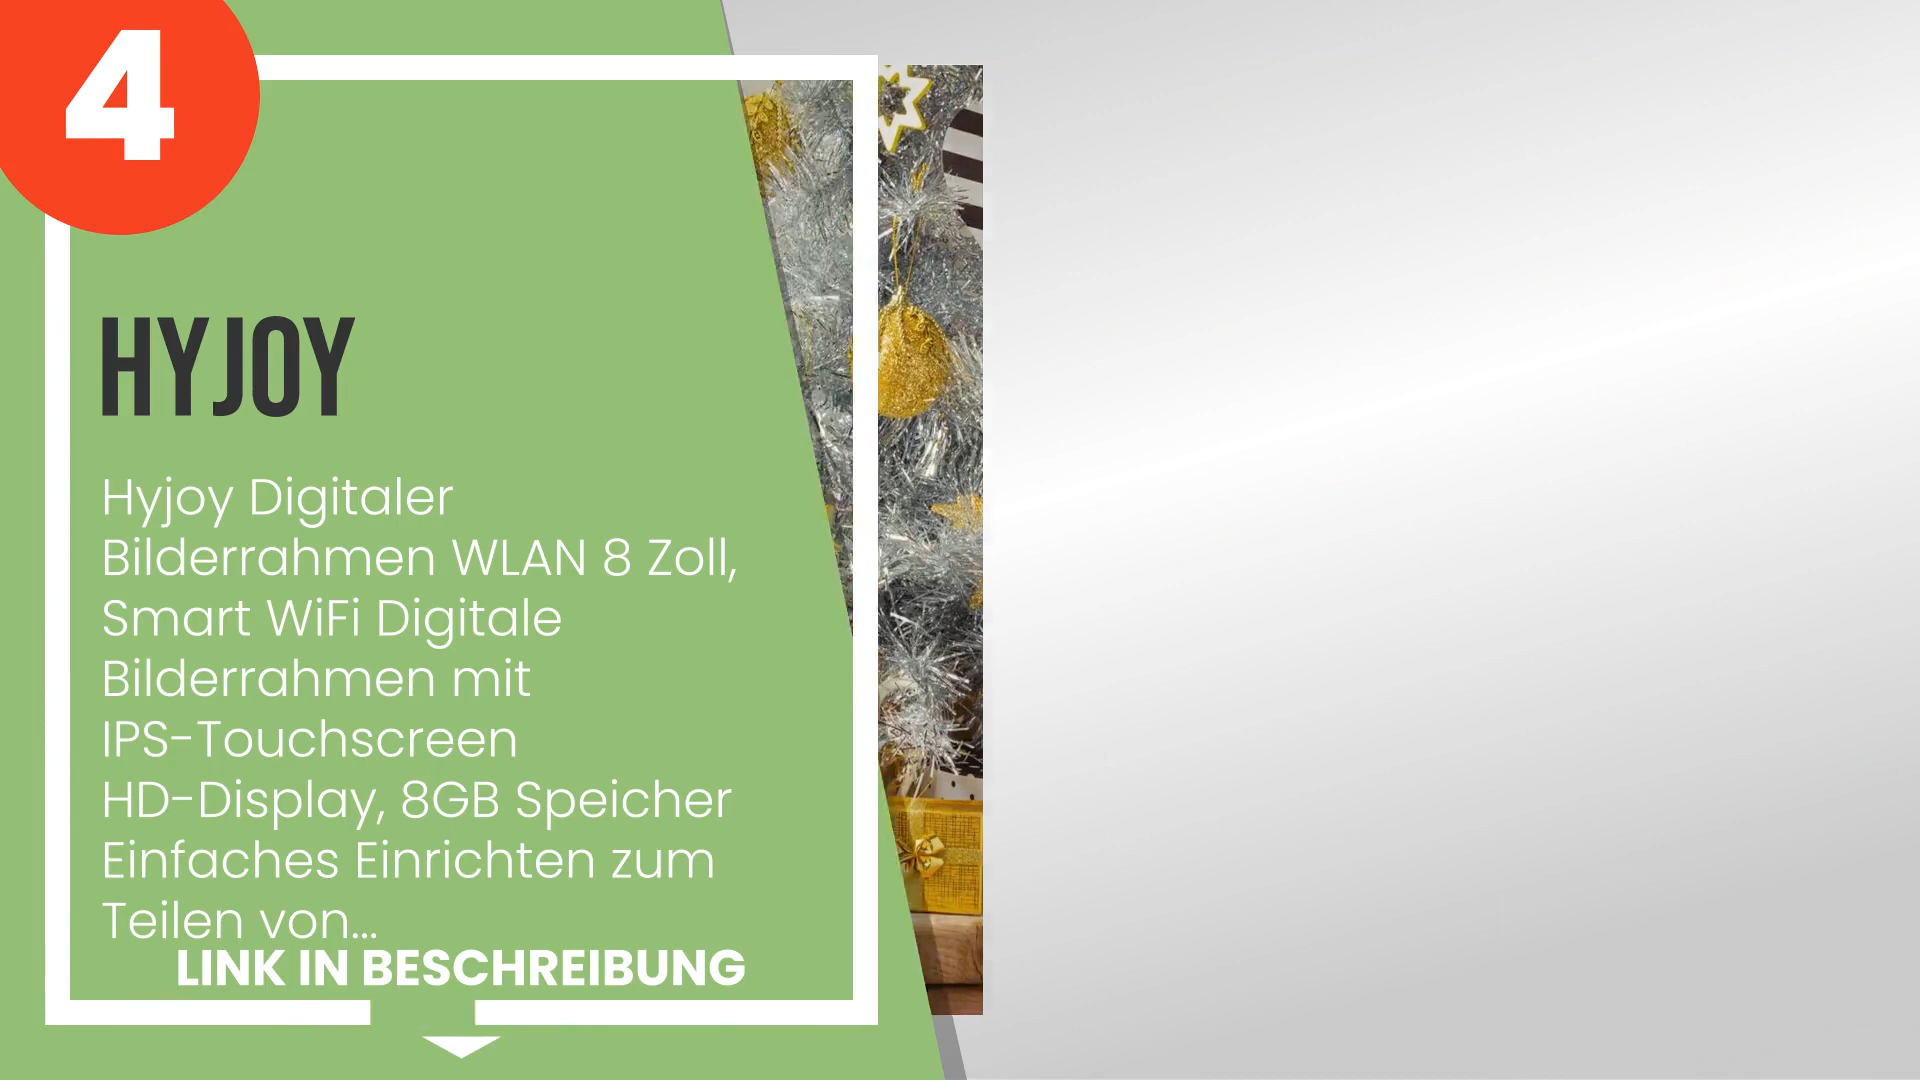 4
HYJOY
Hyjoy Digitaler
Bilderrahmen WLAN 8 Zoll,
Smart WiFi Digitale
Bilderrahmen mit
IPS-Touchscreen
HD-Display, 8GB Speicher
Einfaches Einrichten zum
Teilen von...
LINK IN BESCHREIBUNG